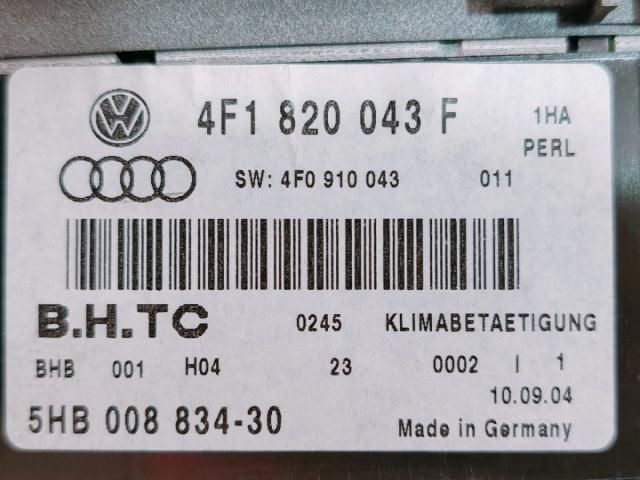 4F1 820 043 F 1HA
PERL
SW: 4F0 910 043 011
B.H.TC 0245 KLIMABETAETIGUNG
BHB 001 H04 23 0002 I 1
10.09.04
5HB 008 834-30 Made in Germany